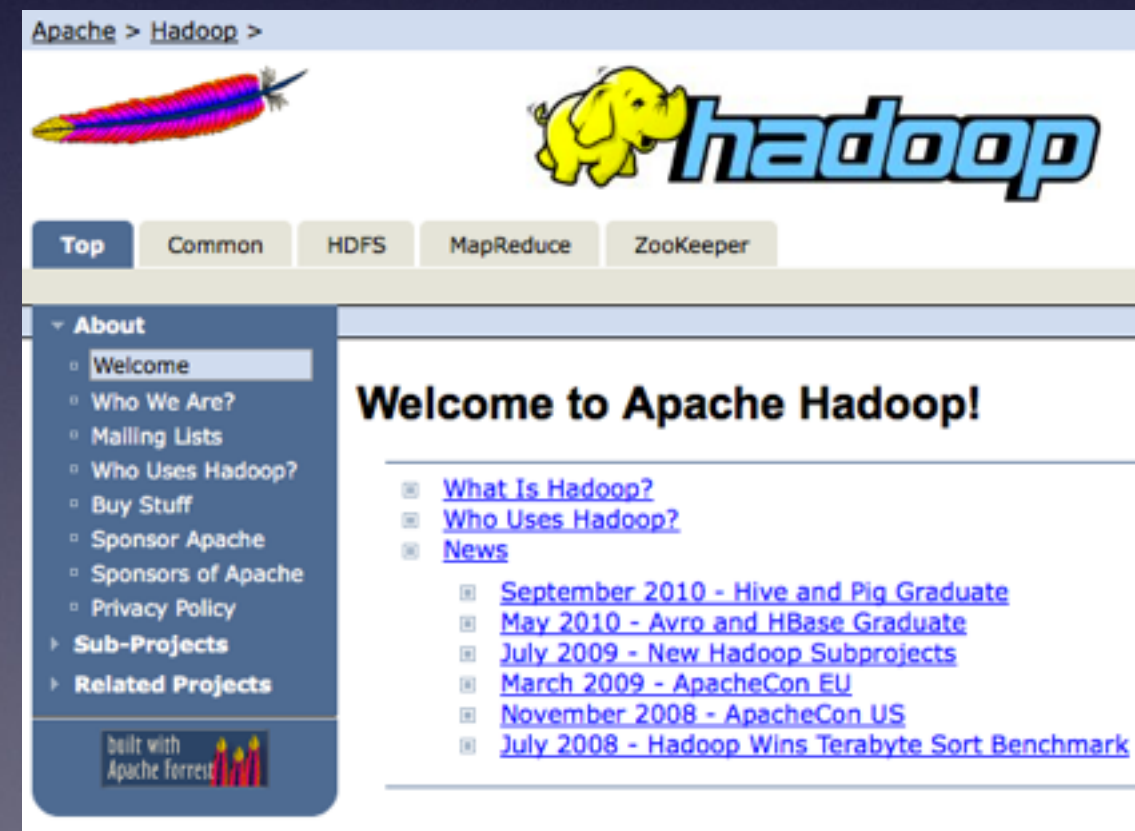 Apache > Hadoop >
hadoop
Top Common HDFS MapReduce ZooKeeper
About
Welcome
Who We Are?
Mailing Lists
Who Uses Hadoop?
Buy Stuff
Sponsor Apache
Sponsors of Apache
Privacy Policy
Sub-Projects
Related Projects
built with
Apache Forrest
Welcome to Apache Hadoop!
What Is Hadoop?
Who Uses Hadoop?
News
September 2010 - Hive and Pig Graduate
May 2010 - Avro and HBase Graduate
July 2009 - New Hadoop Subprojects
March 2009 - ApacheCon EU
November 2008 - ApacheCon US
July 2008 - Hadoop Wins Terabyte Sort Benchmark